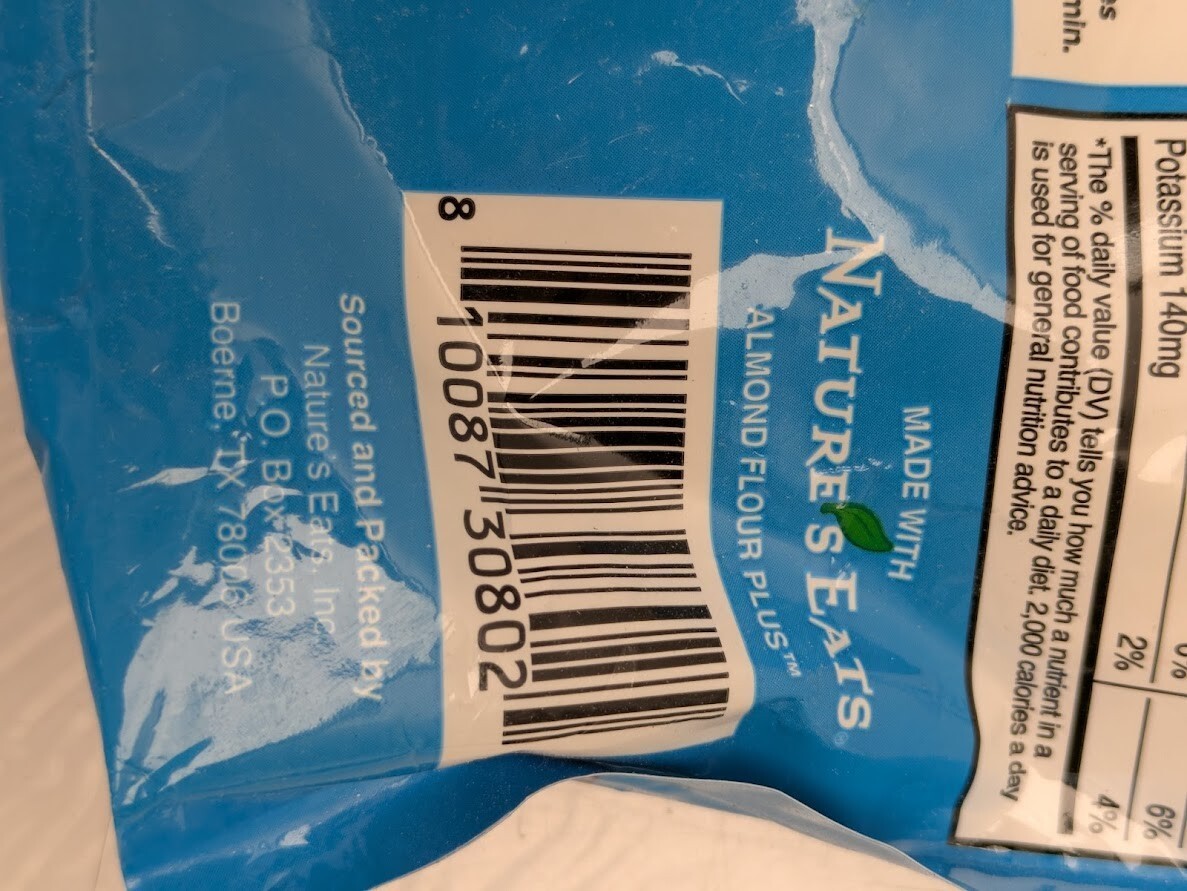 es
min.
Potassium 140mg 2% 4%
*The % daily value (DV) tells you how much a nutrient in a
serving of food contributes to a daily diet. 2,000 calories a day
is used for general nutrition advice.
MADE WITH
NATURE'S EATS
ALMOND FLOUR PLUS™
8 10087 30802
Sourced and Packed by
Nature's Eats, Inc.
P.O. Box 2353
Boerne, TX 78006 USA